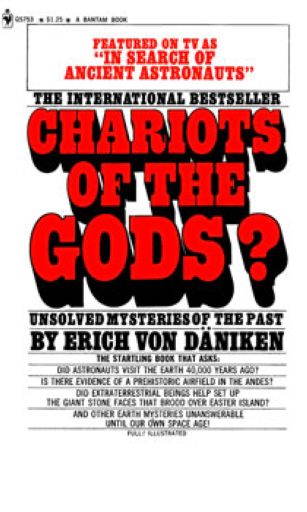 Q5753 ★ $1.25 ★ A BANTAM BOOK
FEATURED ON TV AS
"IN SEARCH OF
ANCIENT ASTRONAUTS"
THE INTERNATIONAL BESTSELLER
CHARIOTS
OF THE
GODS?
UNSOLVED MYSTERIES OF THE PAST
BY ERICH VON DÄNIKEN
THE STARTLING BOOK THAT ASKS:
DID ASTRONAUTS VISIT THE EARTH 40,000 YEARS AGO?
IS THERE EVIDENCE OF A PREHISTORIC AIRFIELD IN THE ANDES?
DID EXTRATERRESTRIAL BEINGS HELP SET UP
THE GIANT STONE FACES THAT BROOD OVER EASTER ISLAND?
AND OTHER EARTH MYSTERIES UNANSWERABLE
UNTIL OUR OWN SPACE AGE!
FULLY ILLUSTRATED